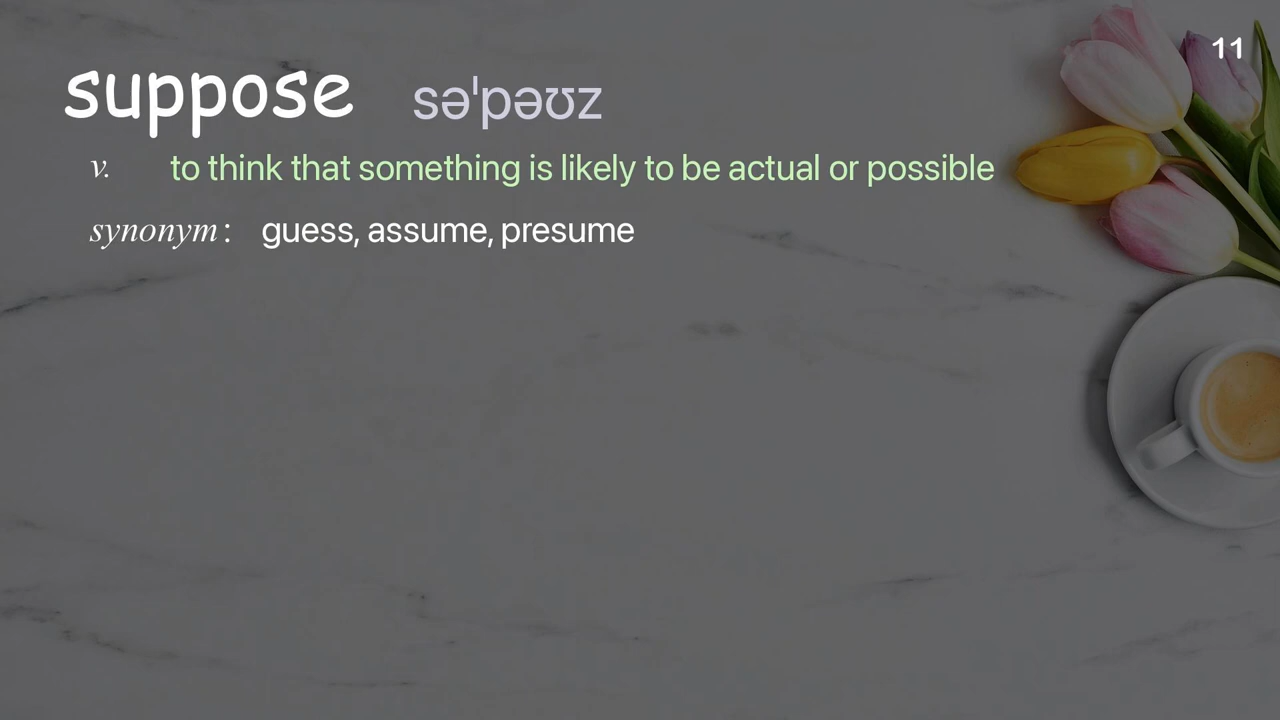 11
suppose səˈpəʊz
v. to think that something is likely to be actual or possible
synonym : guess, assume, presume